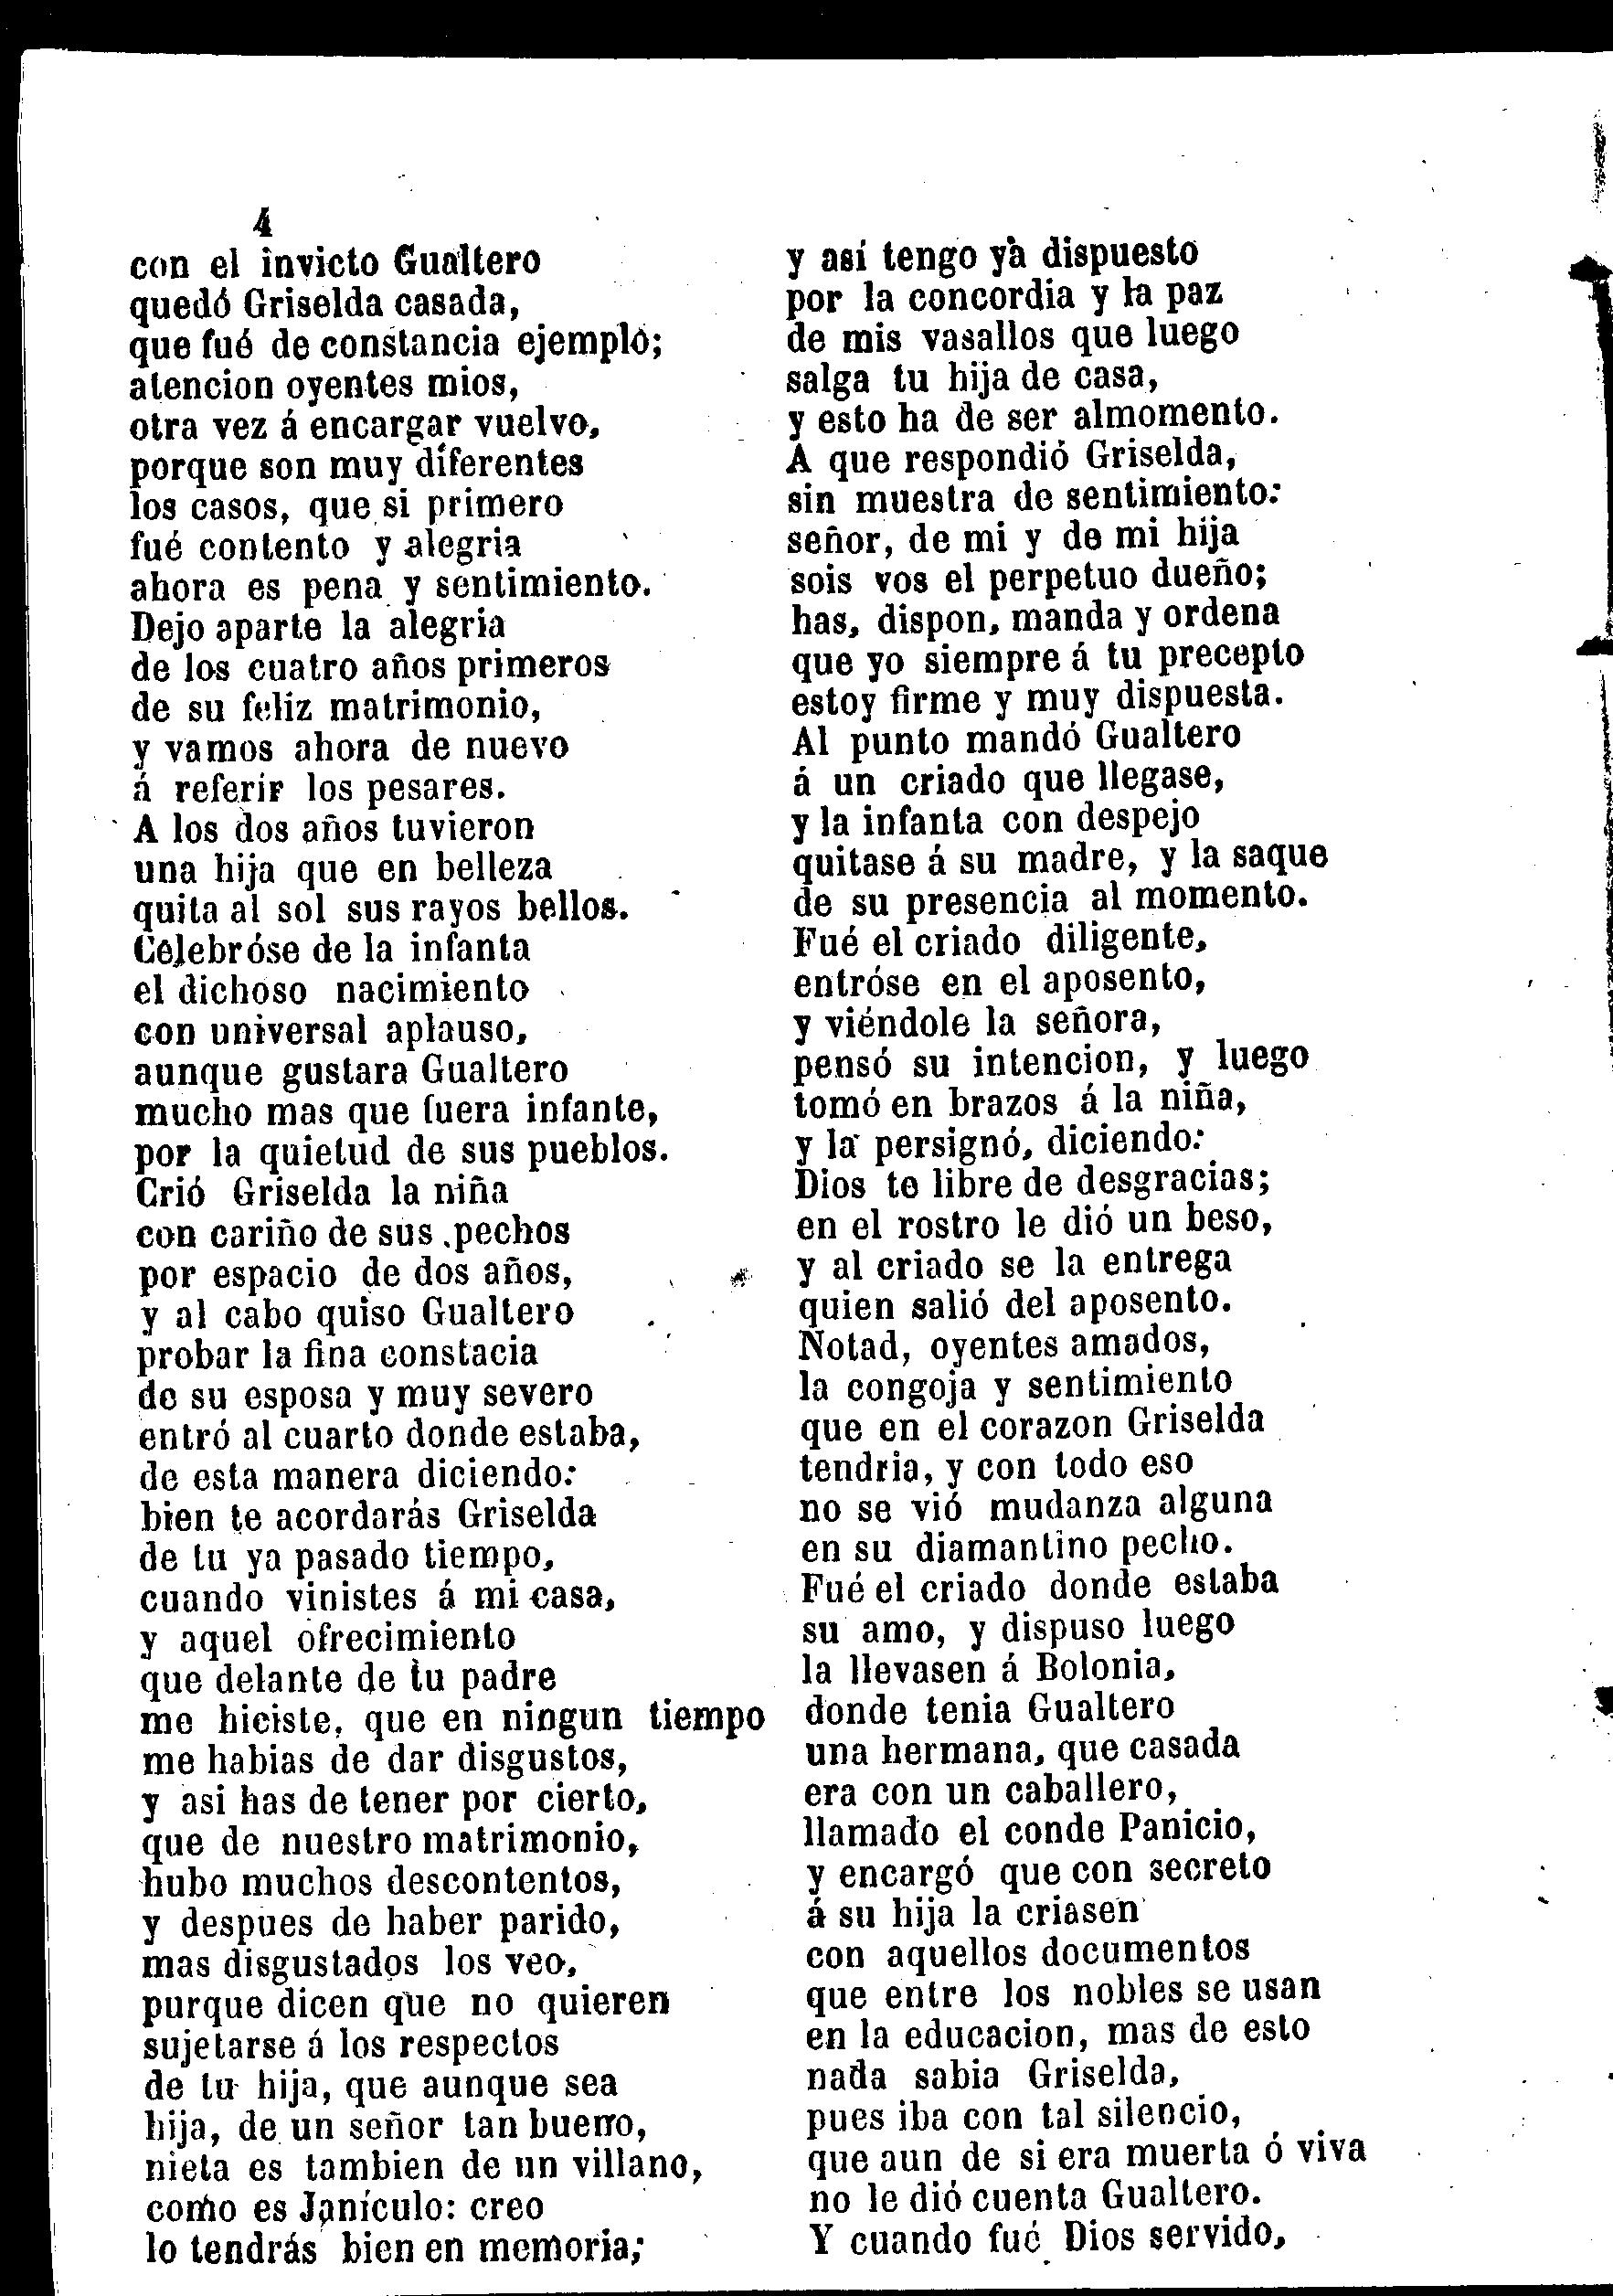 4
con el invicto Gualtero
quedó Griselda casada,
que fué de constancia ejemplo;
atencion oyentes mios,
otra vez á encargar vuelvo,
porque son muy diferentes
los casos, que si primero
fué contento y alegria
ahora es pena y sentimiento.
Dejo aparte la alegria
de los cuatro años primeros
de su feliz matrimonio,
y vamos ahora de nuevo
á referir los pesares.
A los dos años tuvieron
una hija que en belleza
quita al sol sus rayos bellos.
Celebróse de la infanta
el dichoso nacimiento
con universal aplauso,
aunque gustara Gualtero
mucho mas que fuera infante,
por la quietud de sus pueblos.
Crió Griselda la niña
con cariño de sus pechos
por espacio de dos años,
y al cabo quiso Gualtero
probar la fina constacia
de su esposa y muy severo
entró al cuarto donde estaba,
de esta manera diciendo:
bien te acordarás Griselda
de tu ya pasado tiempo,
cuando vinistes á mi casa,
y aquel ofrecimiento
que delante de tu padre
me hiciste, que en ningun tiempo
me habias de dar disgustos,
y asi has de tener por cierto,
que de nuestro matrimonio,
hubo muchos descontentos,
y despues de haber parido,
mas disgustados los veo,
purque dicen que no quieren
sujetarse á los respectos
de tu hija, que aunque sea
hija, de un señor tan bueno,
nieta es tambien de un villano,
como es Janículo: creo
lo tendrás bien en memoria;
y así tengo ya dispuesto
por la concordia y la paz
de mis vasallos que luego
salga tu hija de casa,
y esto ha de ser almomento.
A que respondió Griselda,
sin muestra de sentimiento:
señor, de mi y de mi hija
sois vos el perpetuo dueño;
has, dispon, manda y ordena
que yo siempre á tu precepto
estoy firme y muy dispuesta.
Al punto mandó Gualtero
á un criado que llegase,
y la infanta con despejo
quitase á su madre, y la saque
de su presencia al momento.
Fué el criado diligente,
entróse en el aposento,
y viéndole la señora,
pensó su intencion, y luego
tomó en brazos á la niña,
y la persignó, diciendo:
Dios te libre de desgracias;
en el rostro le dió un beso,
y al criado se la entrega
quien salió del aposento.
Notad, oyentes amados,
la congoja y sentimiento
que en el corazon Griselda
tendria, y con todo eso
no se vió mudanza alguna
en su diamantino pecho.
Fué el criado donde estaba
su amo, y dispuso luego
la llevasen á Bolonia,
donde tenia Gualtero
una hermana, que casada
era con un caballero,
llamado el conde Panicio,
y encargó que con secreto
á su hija la criasen
con aquellos documentos
que entre los nobles se usan
en la educacion, mas de esto
nada sabia Griselda,
pues iba con tal silencio,
que aun de si era muerta ó viva
no le dió cuenta Gualtero.
Y cuando fué Dios servido,